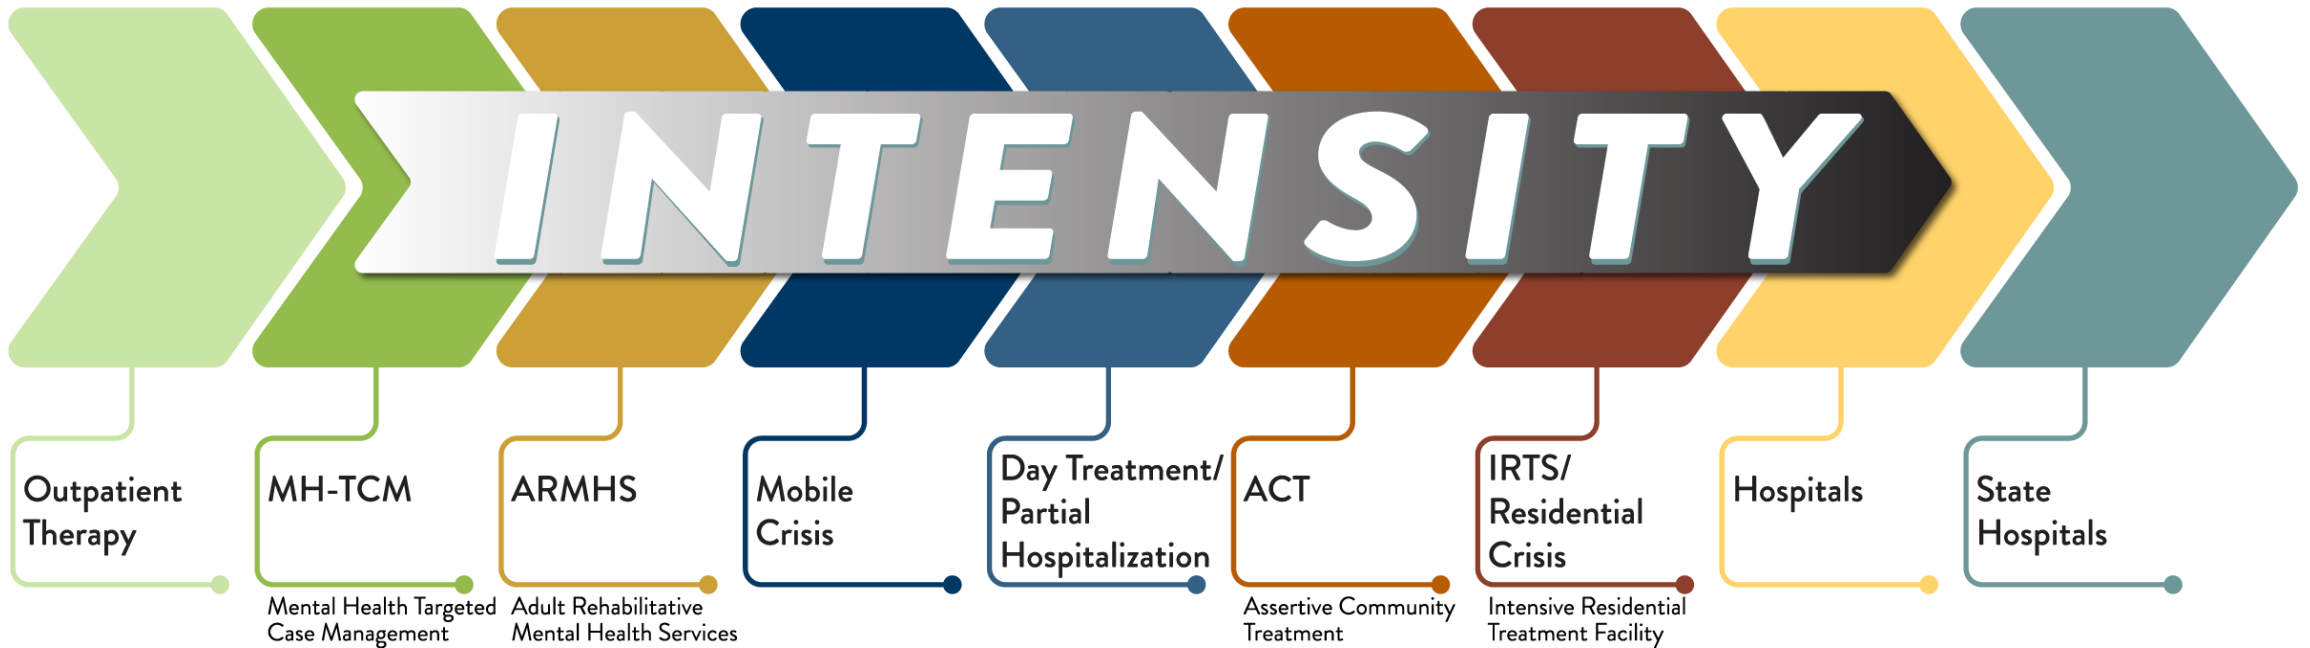 INTENSITY
Outpatient
Therapy
MH-TCM
Mental Health Targeted
Case Management
ARMHS
Adult Rehabilitative
Mental Health Services
Mobile
Crisis
Day Treatment/
Partial
Hospitalization
ACT
Assertive Community
Treatment
IRTS/
Residential
Crisis
Intensive Residential
Treatment Facility
Hospitals
State
Hospitals